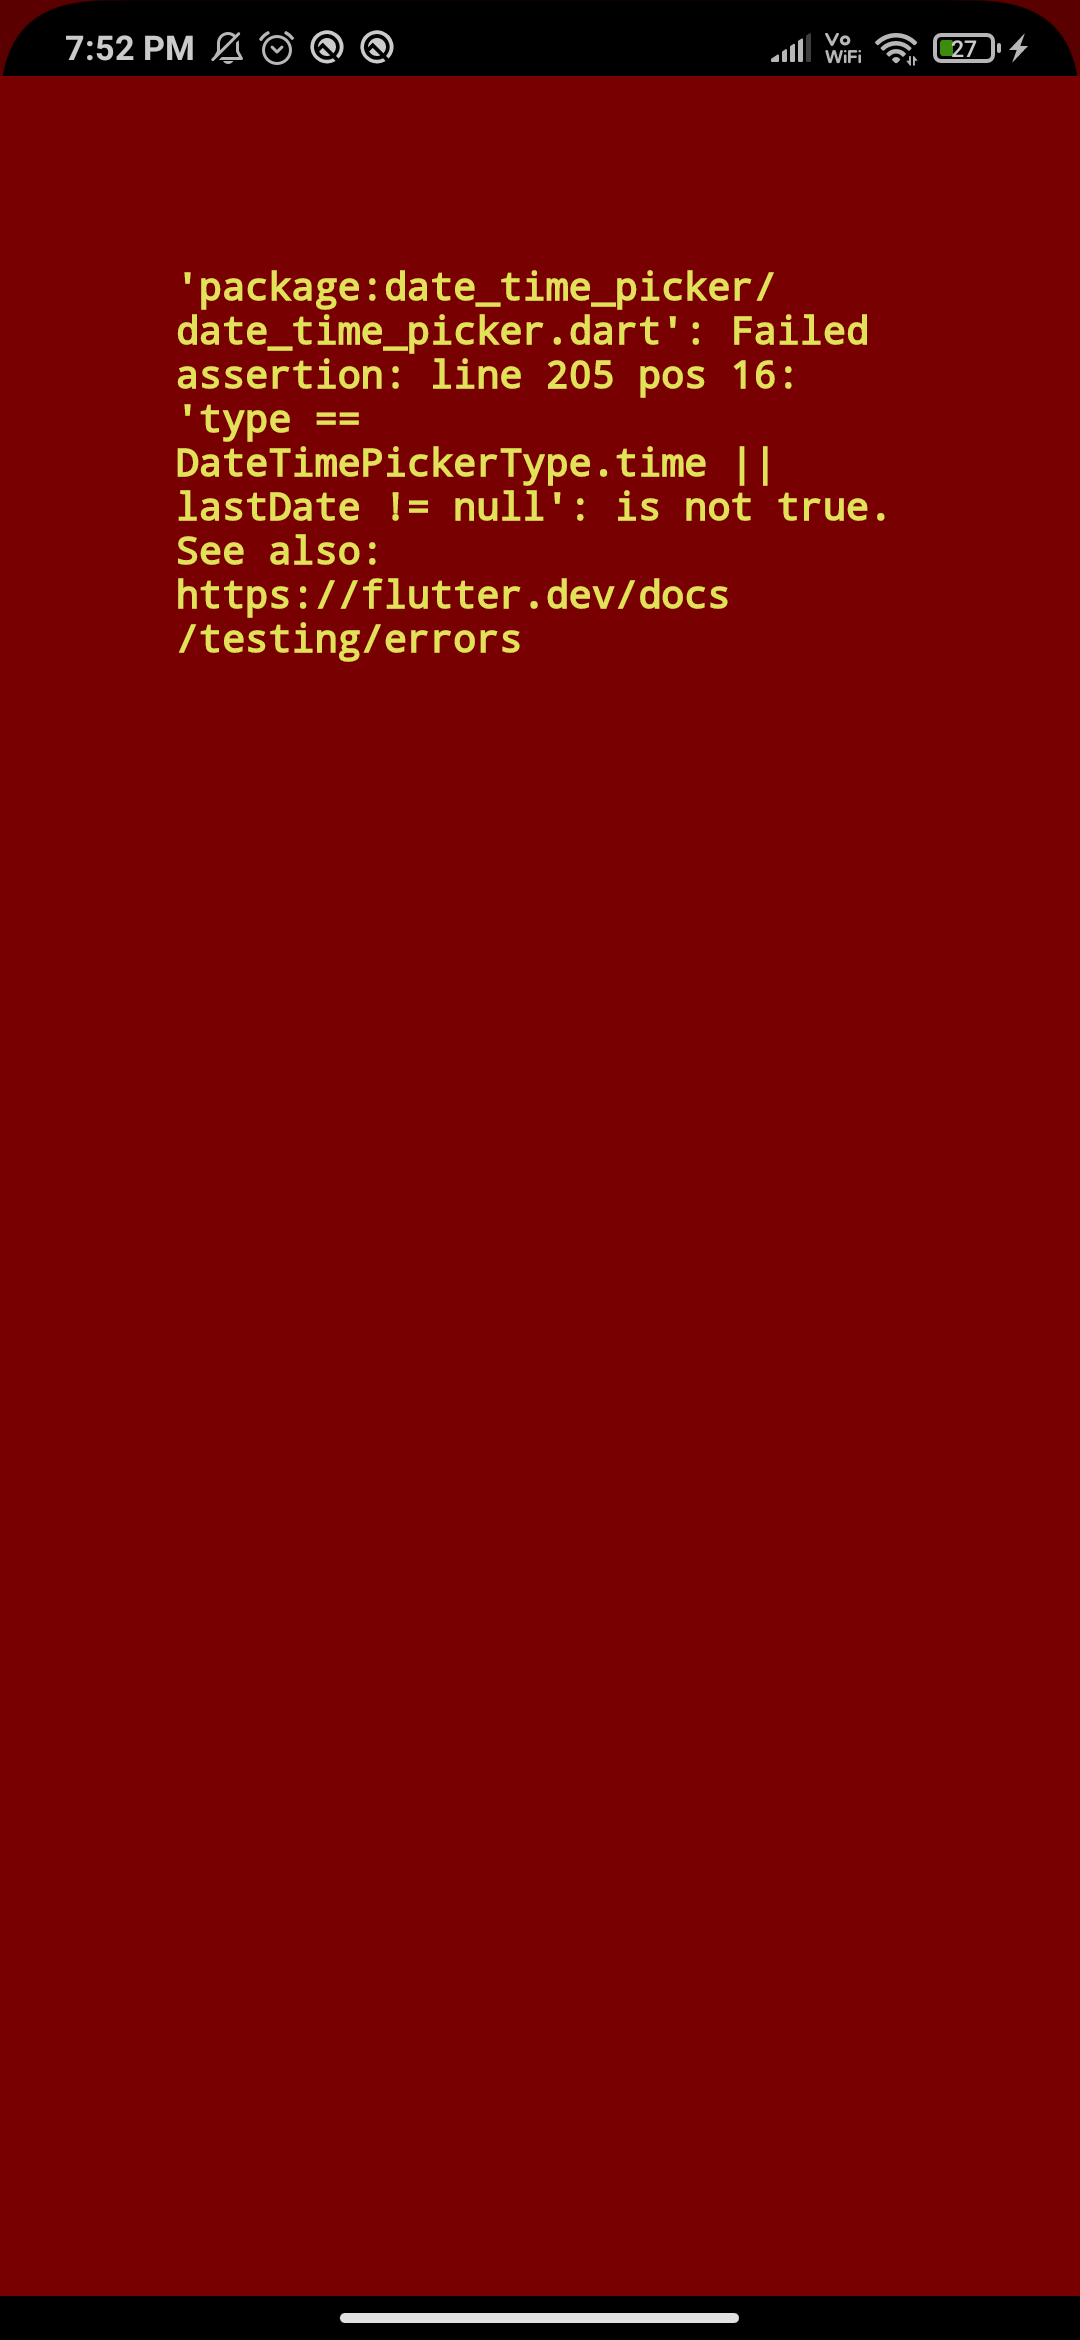 7:52 PM
Vo
WiFi
27
'package:date_time_picker/
date_time_picker.dart': Failed
assertion: line 205 pos 16:
'type ==
DateTimePickerType.time ||
lastDate != null': is not true.
See also:
https://flutter.dev/docs
/testing/errors